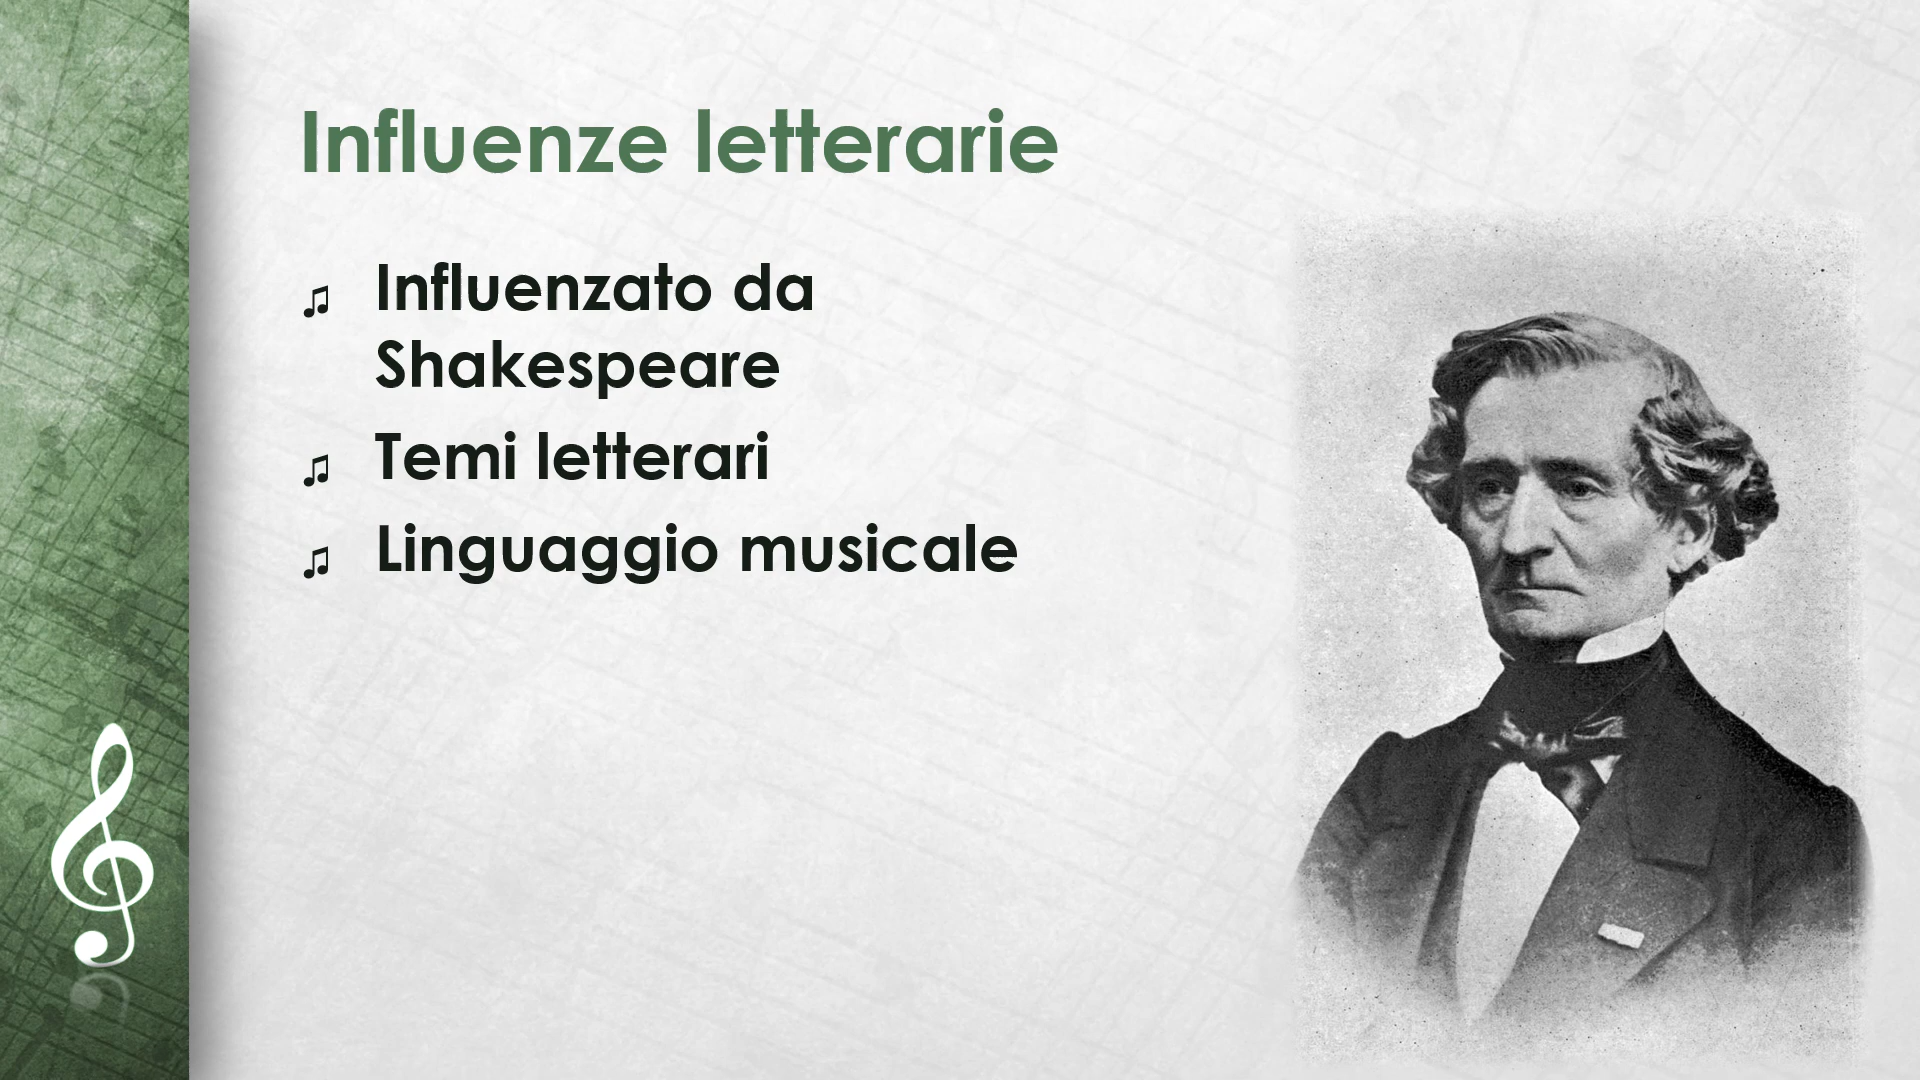 Influenze letterarie
♫ Influenzato da
Shakespeare
♫ Temi letterari
♫ Linguaggio musicale